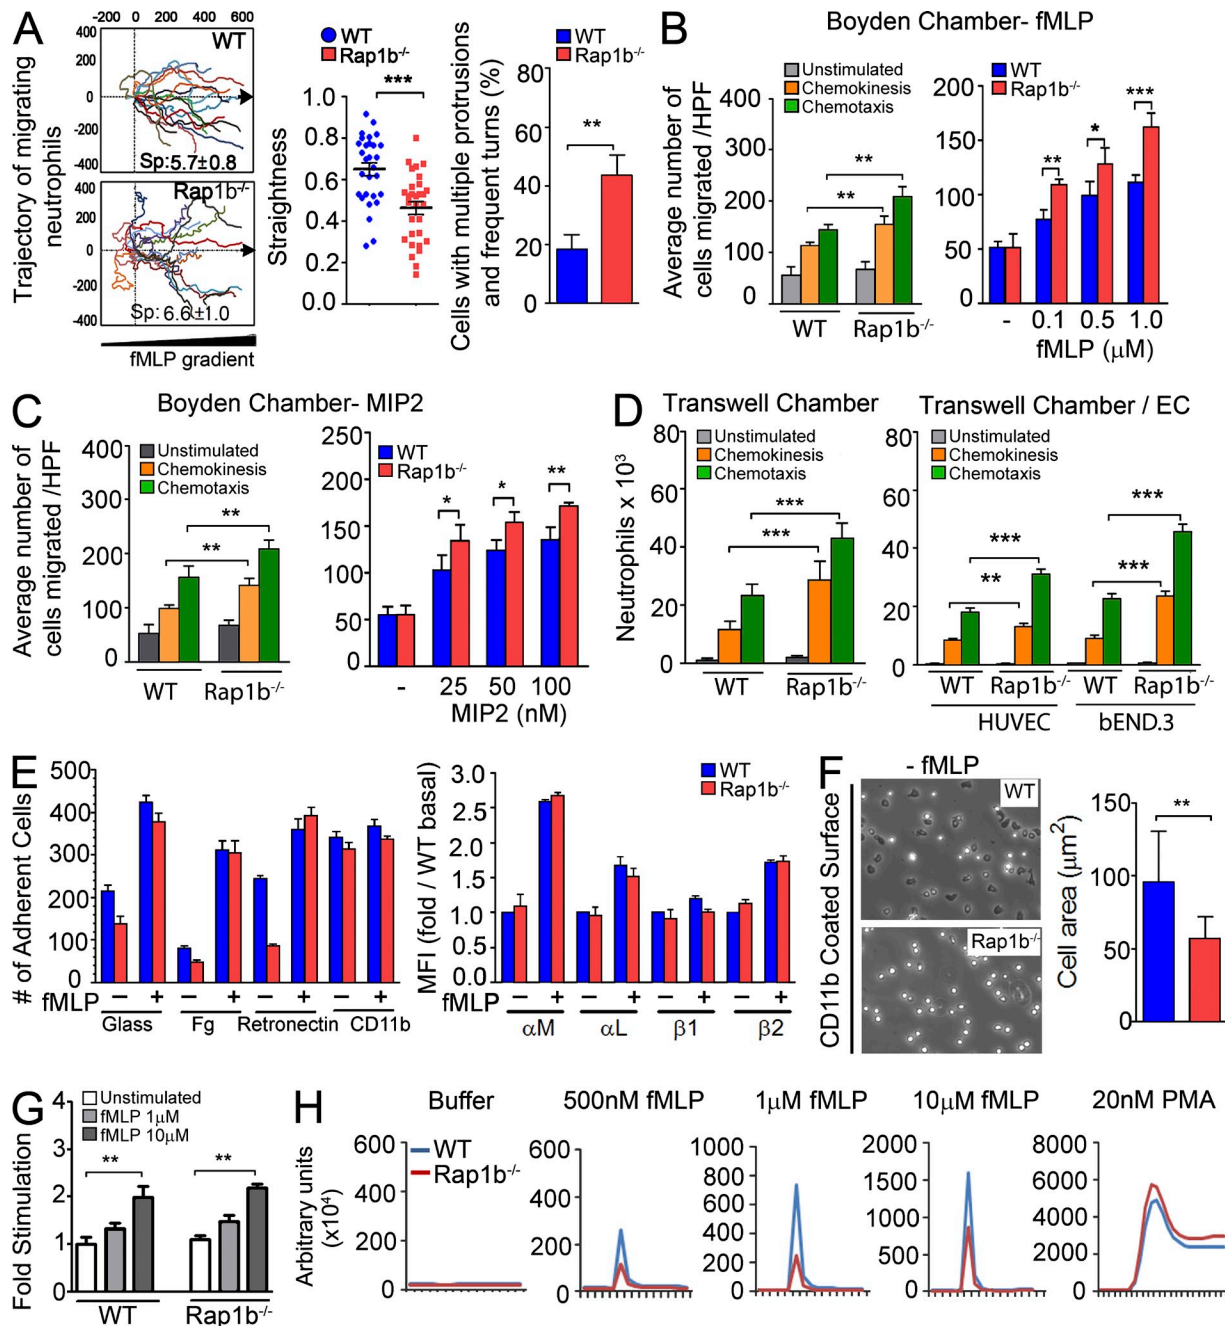 A
Trajectory of migrating
neutrophils
-200 0 200 400 600
400
200
0
-200
-400
WT
Sp:5.7±0.8
400
200
0
-200
-400
Rap1b-/-
Sp: 6.6±1.0
fMLP gradient
WT
Rap1b-/-
***
Straightness
1.0
0.8
0.6
0.4
0.2
0.0
Cells with multiple protrusions
and frequent turns (%)
WT
Rap1b-/-
80
60
40
20
0
**
B
Boyden Chamber- fMLP
Average number of
cells migrated /HPF
Unstimulated
Chemokinesis
Chemotaxis
400
300
200
100
0
**
**
WT Rap1b-/-
WT
Rap1b-/-
200
150
100
50
0
**
*
***
- 0.1 0.5 1.0
fMLP (μM)
C
Boyden Chamber- MIP2
Average number of
cells migrated /HPF
Unstimulated
Chemokinesis
Chemotaxis
400
300
200
100
0
**
**
WT Rap1b-/-
WT
Rap1b-/-
250
200
150
100
50
0
*
*
**
- 25 50 100
MIP2 (nM)
D
Transwell Chamber
Neutrophils x 10³
Unstimulated
Chemokinesis
Chemotaxis
80
60
40
20
0
***
***
WT Rap1b-/-
Transwell Chamber / EC
Unstimulated
Chemokinesis
Chemotaxis
80
60
40
20
0
***
**
***
***
WT Rap1b-/- WT Rap1b-/-
HUVEC bEND.3
E
# of Adherent Cells
500
400
300
200
100
0
fMLP – + – + – + – +
Glass Fg Retronectin CD11b
MFI (fold / WT basal)
WT
Rap1b-/-
3.0
2.5
2.0
1.5
1.0
0.5
0.0
fMLP – + – + – + – +
αM αL β1 β2
F
- fMLP
CD11b Coated Surface
WT
Rap1b-/-
Cell area (μm²)
150
100
50
0
**
G
Fold Stimulation
Unstimulated
fMLP 1μM
fMLP 10μM
4
2
1
0
**
**
WT Rap1b-/-
H
Arbitrary units
(x10⁴)
Buffer
WT
Rap1b-/-
600
400
200
0
500nM fMLP
600
400
200
0
1μM fMLP
1000
800
600
400
200
0
10μM fMLP
2000
1500
1000
500
0
20nM PMA
8000
6000
4000
2000
0